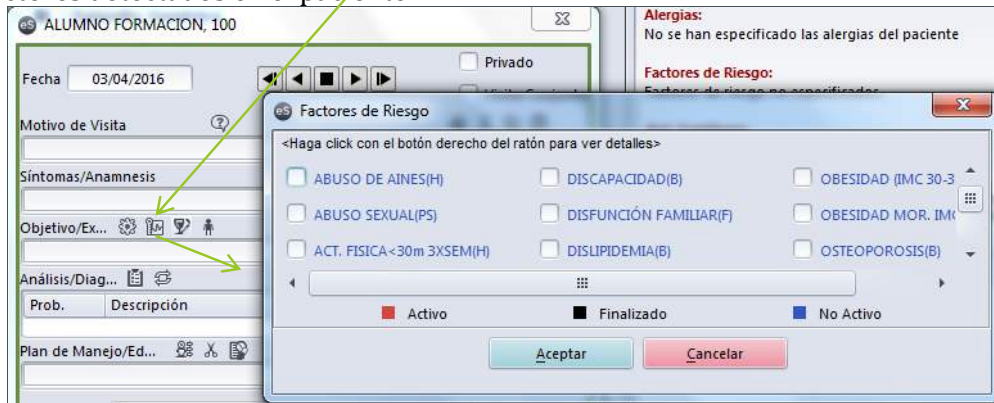 ALUMNO FORMACION, 100
Fecha 03/04/2016
Privado
Motivo de Visita
Síntomas/Anamnesis
Objetivo/Ex...
Análisis/Diag...
Prob. Descripción
Plan de Manejo/Ed...
Alergias:
No se han especificado las alergias del paciente
Factores de Riesgo:
Factores de Riesgo
<Haga click con el botón derecho del ratón para ver detalles>
ABUSO DE AINES(H) DISCAPACIDAD(B) OBESIDAD (IMC 30-3
ABUSO SEXUAL(PS) DISFUNCIÓN FAMILIAR(F) OBESIDAD MOR. IM
ACT. FISICA<30m 3XSEM(H) DISLIPIDEMIA(B) OSTEOPOROSIS(B)
Activo Finalizado No Activo
Aceptar Cancelar